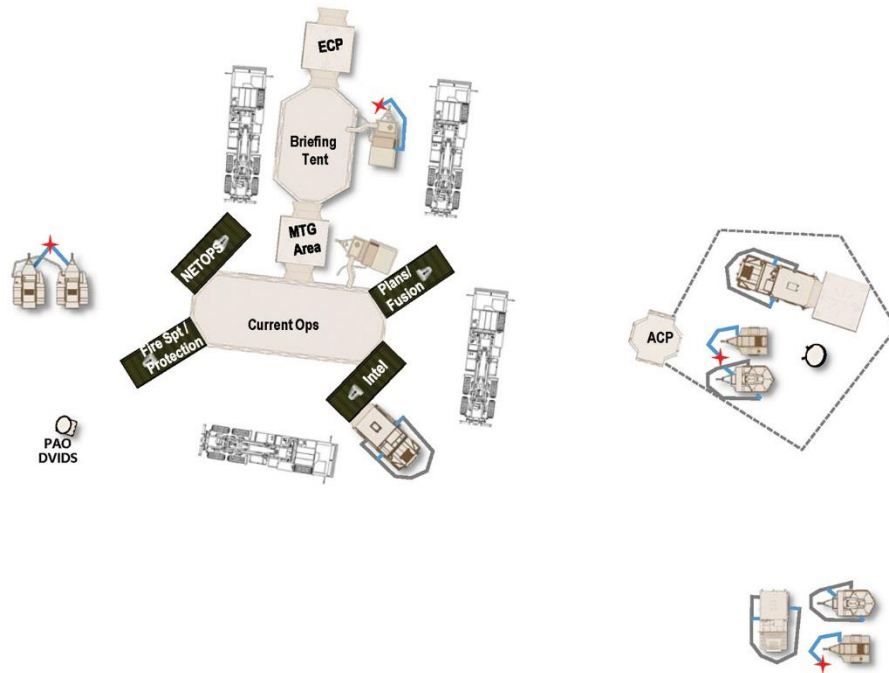 ECP
Briefing
Tent
MTG
Area
NETOPS
Plans/
Fusion
Current Ops
Fire Spt /
Protection
Intel
ACP
PAO
DVIDS